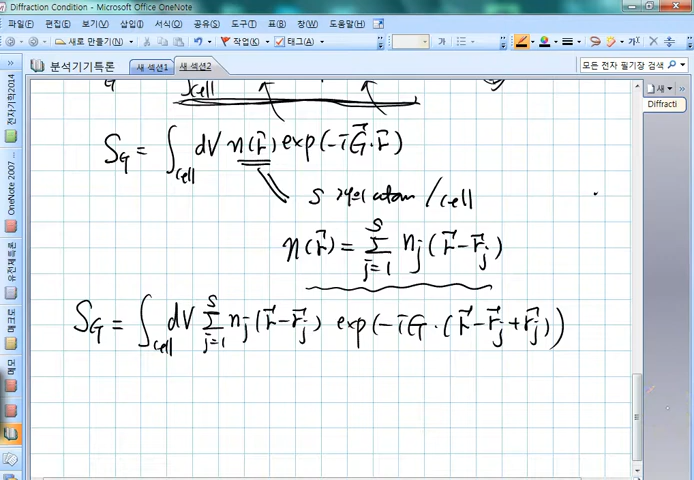 Diffraction Condition - Microsoft Office OneNote
파일(F) 편집(E) 보기(V) 삽입(I) 서식(O) 공유(S) 도구(T) 표(B) 창(W) 도움말(H)
새로 만들기(W) 작업(K) 태그(A)
분석기기특론 새 섹션1 새 섹션2 모든 전자 필기장 검색
새
Diffracti
전자기학2014
OneNote 2007
유전체특론
메모
G cell
S_G = ∫_cell dV n(r⃗) exp(-iG⃗·r⃗)
s 개의 atom / cell
n(r⃗) = Σ_{j=1}^{s} n_j(r⃗-r⃗_j)
S_G = ∫_cell dV Σ_{j=1}^{s} n_j(r⃗-r⃗_j) exp(-iG·(r⃗-r⃗_j+r⃗_j))